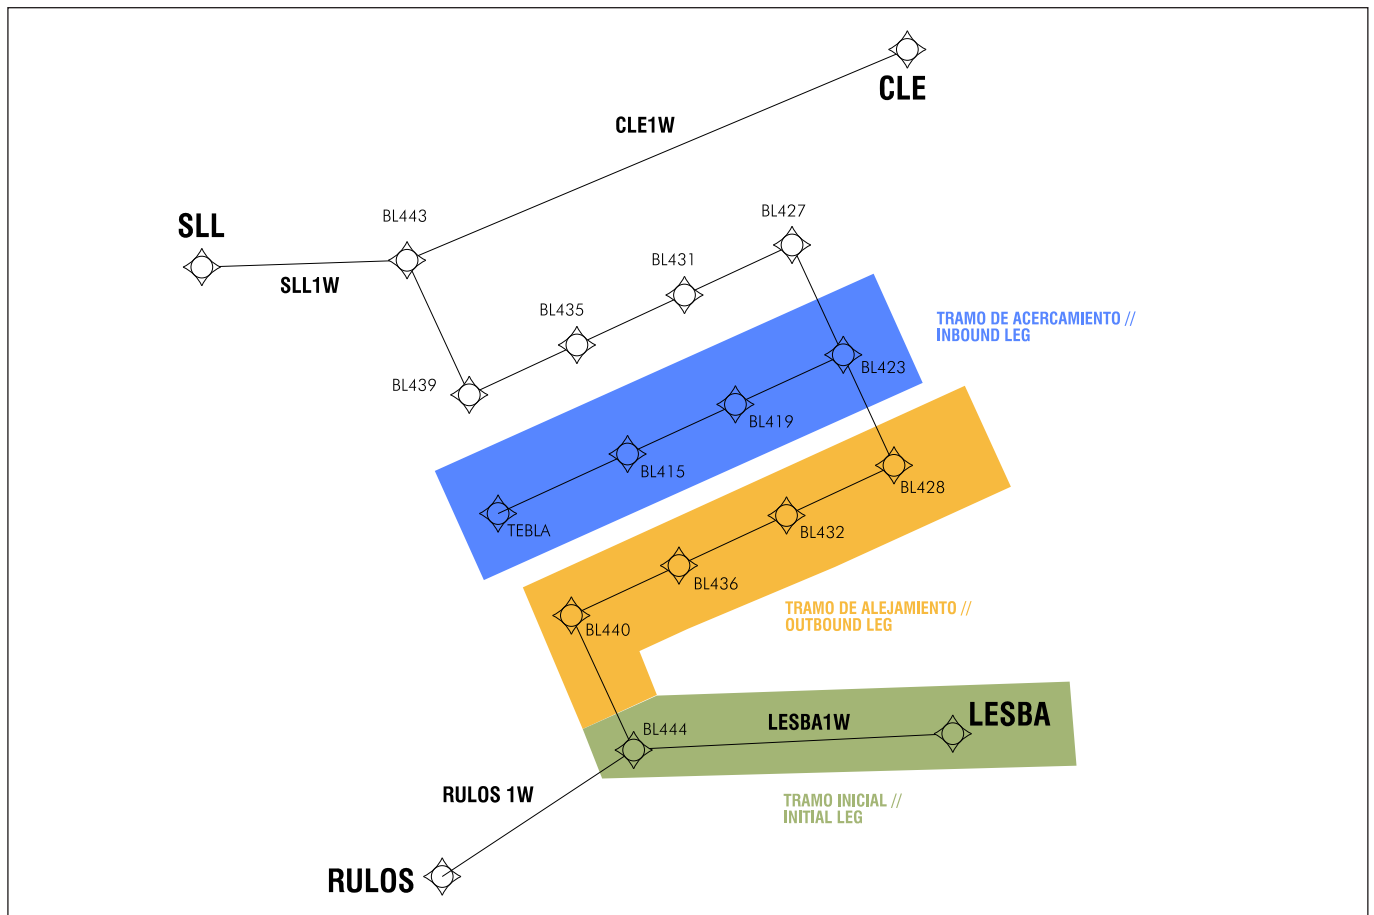 CLE
CLE1W
SLL
BL443
BL427
SLL1W
BL431
BL435
TRAMO DE ACERCAMIENTO //
INBOUND LEG
BL423
BL439
BL419
BL415
BL428
TEBLA
BL432
BL436
TRAMO DE ALEJAMIENTO //
OUTBOUND LEG
BL440
LESBA
LESBA1W
BL444
RULOS 1W
TRAMO INICIAL //
INITIAL LEG
RULOS